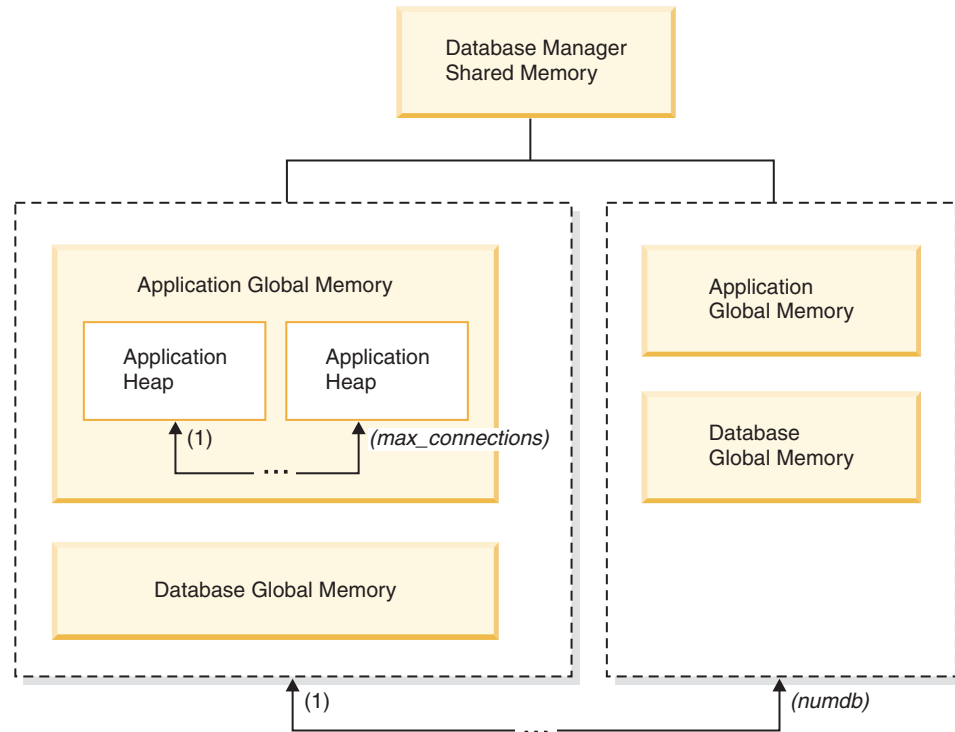 Database Manager
Shared Memory
Application Global Memory
Application
Heap
Application
Heap
(1)
(max_connections)
...
Database Global Memory
Application
Global Memory
Database
Global Memory
(1)
(numdb)
...